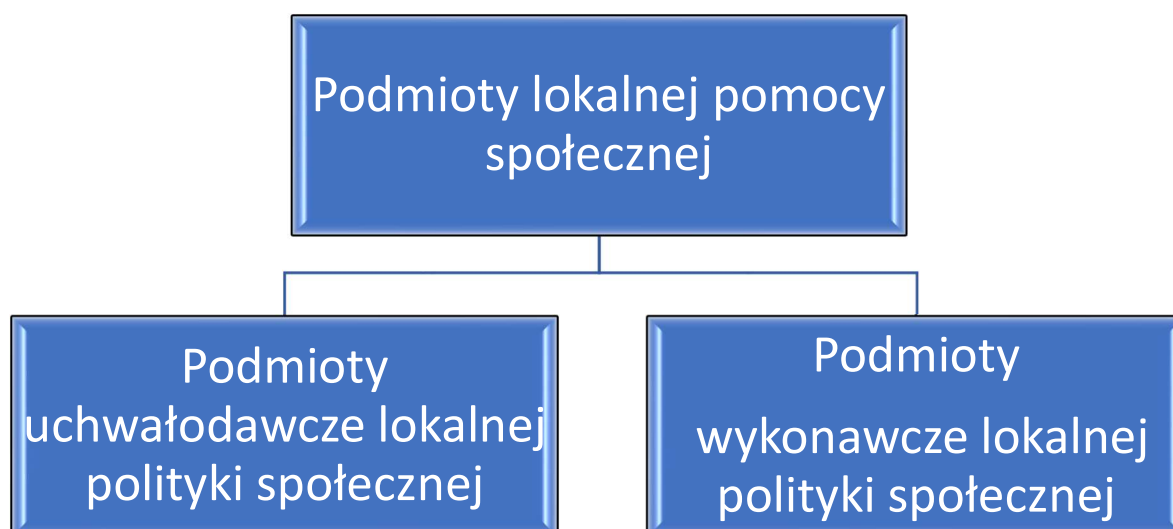 Podmioty lokalnej pomocy
społecznej
Podmioty
uchwałodawcze lokalnej
polityki społecznej
Podmioty
wykonawcze lokalnej
polityki społecznej